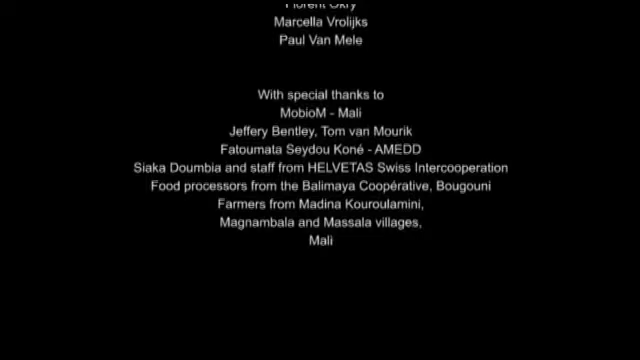 Florent Okry
Marcella Vrolijks
Paul Van Mele
With special thanks to
MobioM - Mali
Jeffery Bentley, Tom van Mourik
Fatoumata Seydou Koné - AMEDD
Siaka Doumbia and staff from HELVETAS Swiss Intercooperation
Food processors from the Balimaya Coopérative, Bougouni
Farmers from Madina Kouroulamini,
Magnambala and Massala villages,
Mali